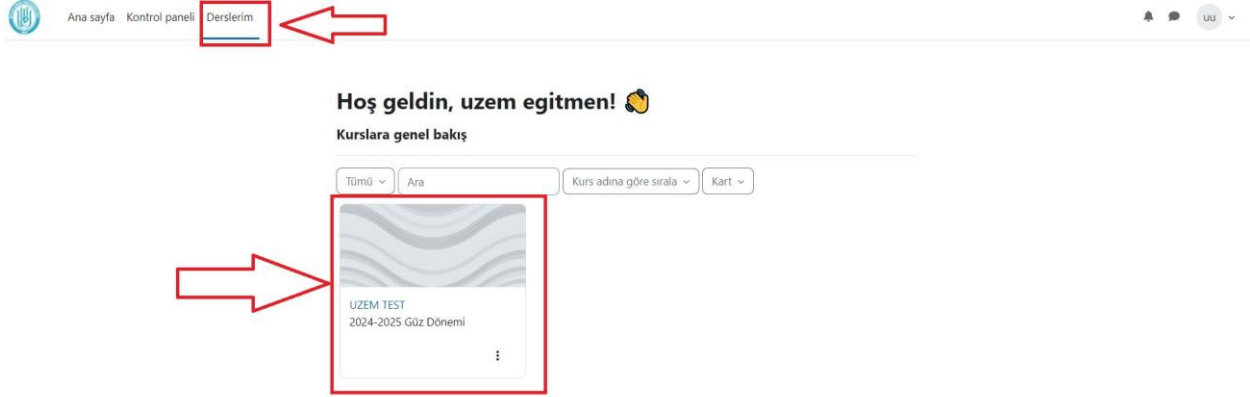 Ana sayfa Kontrol paneli Derslerim
uu
Hoş geldin, uzem egitmen! 👏
Kurslara genel bakış
Tümü Ara Kurs adına göre sırala Kart
UZEM TEST
2024-2025 Güz Dönemi